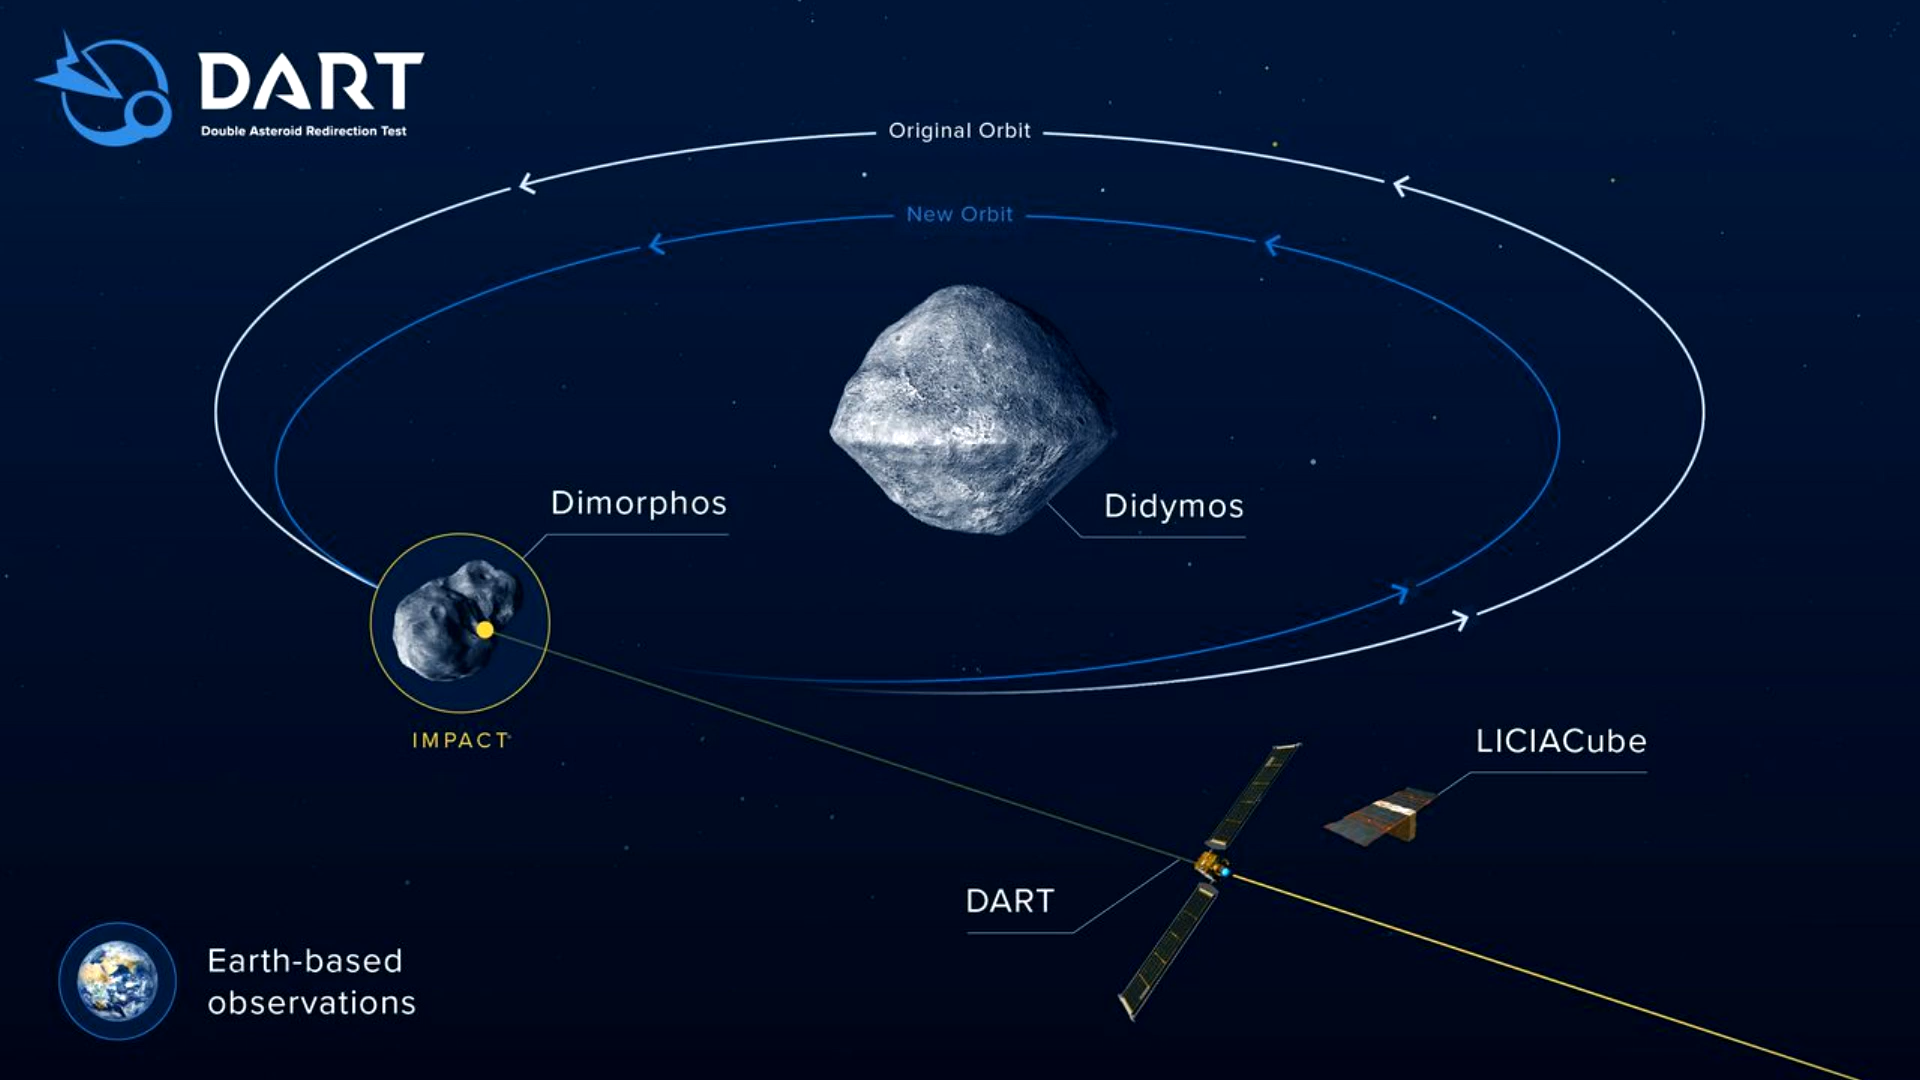 DART
Double Asteroid Redirection Test
Original Orbit
New Orbit
Dimorphos
Didymos
IMPACT
LICIACube
DART
Earth-based
observations